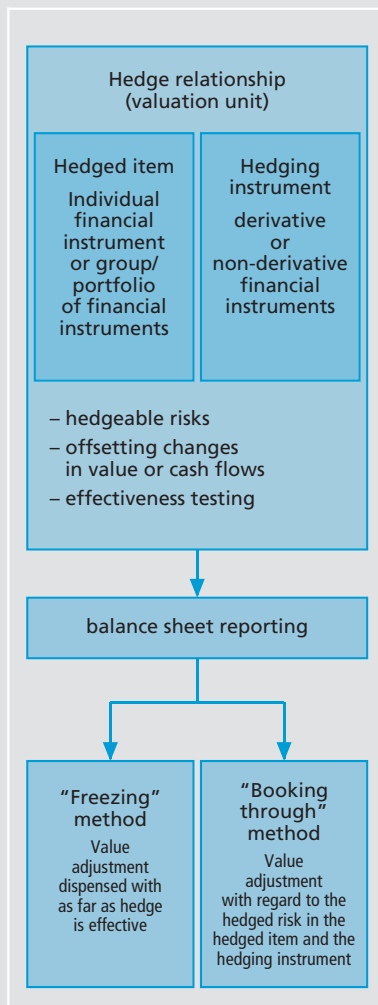 Hedge relationship
(valuation unit)
Hedged item
Individual
financial
instrument
or group/
portfolio
of financial
instruments
Hedging
instrument
derivative
or
non-derivative
financial
instruments
– hedgeable risks
– offsetting changes
in value or cash flows
– effectiveness testing
balance sheet reporting
“Freezing”
method
Value
adjustment
dispensed with
as far as hedge
is effective
“Booking
through”
method
Value
adjustment
with regard to the
hedged risk in the
hedged item and the
hedging instrument